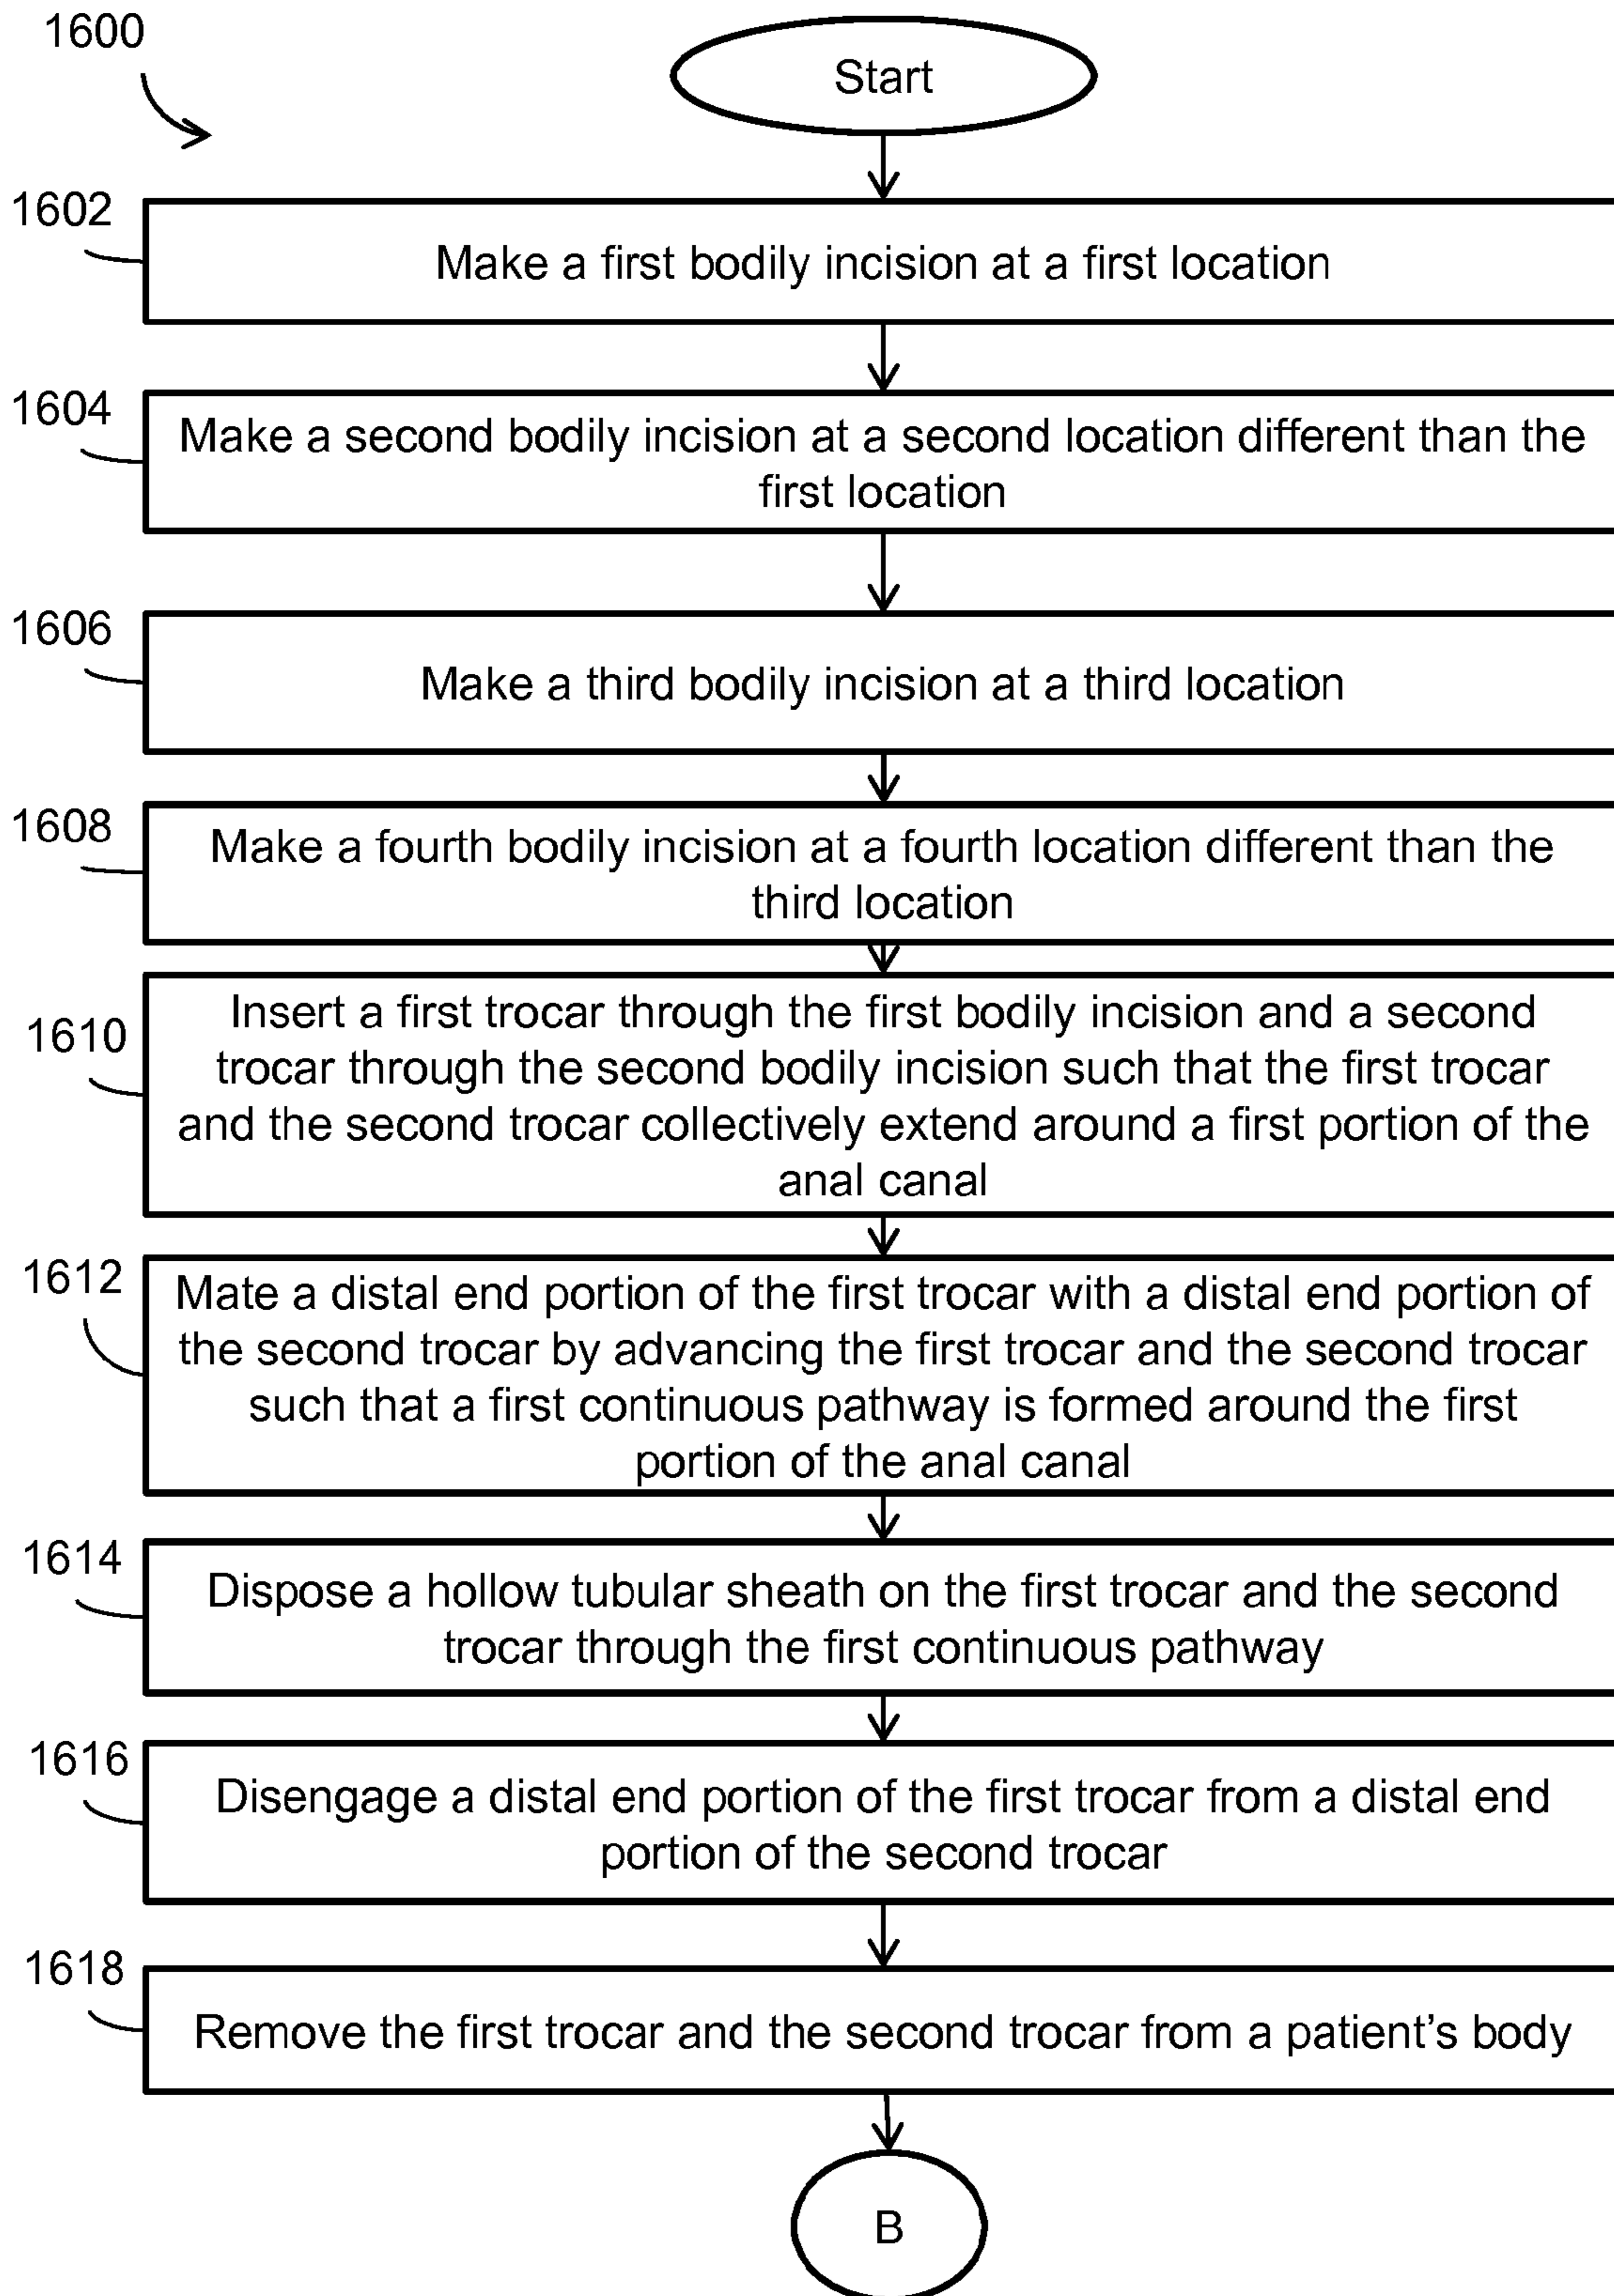 1600
Start
1602
Make a first bodily incision at a first location
1604
Make a second bodily incision at a second location different than the
first location
1606
Make a third bodily incision at a third location
1608
Make a fourth bodily incision at a fourth location different than the
third location
1610
Insert a first trocar through the first bodily incision and a second
trocar through the second bodily incision such that the first trocar
and the second trocar collectively extend around a first portion of the
anal canal
1612
Mate a distal end portion of the first trocar with a distal end portion of
the second trocar by advancing the first trocar and the second trocar
such that a first continuous pathway is formed around the first
portion of the anal canal
1614
Dispose a hollow tubular sheath on the first trocar and the second
trocar through the first continuous pathway
1616
Disengage a distal end portion of the first trocar from a distal end
portion of the second trocar
1618
Remove the first trocar and the second trocar from a patient’s body
B